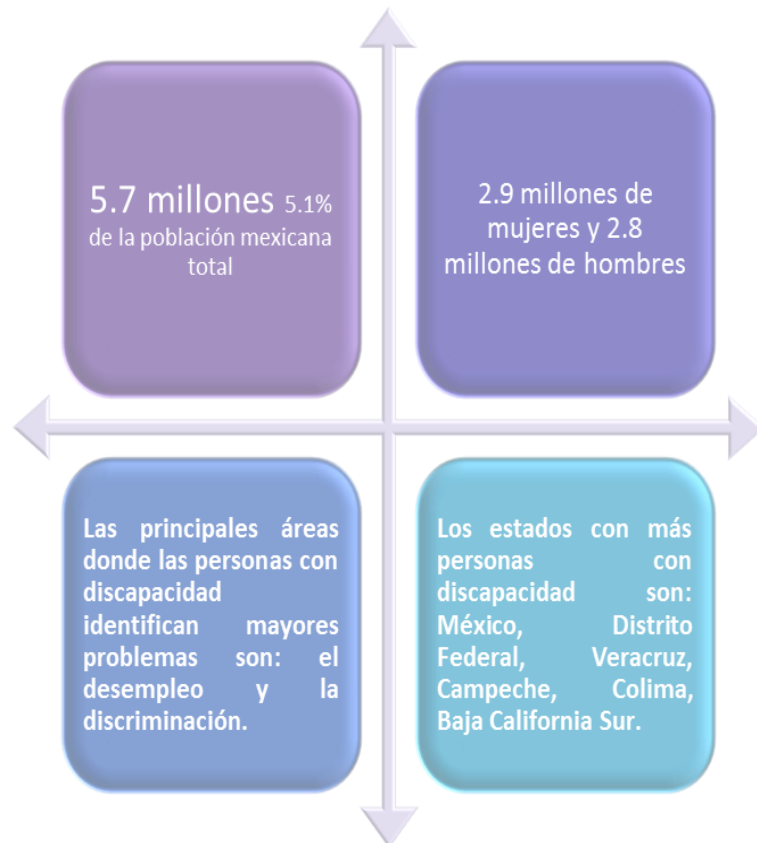 5.7 millones 5.1%
de la población mexicana
total
2.9 millones de
mujeres y 2.8
millones de hombres
Las principales áreas
donde las personas con
discapacidad
identifican mayores
problemas son: el
desempleo y la
discriminación.
Los estados con más
personas con
discapacidad son:
México, Distrito
Federal, Veracruz,
Campeche, Colima,
Baja California Sur.